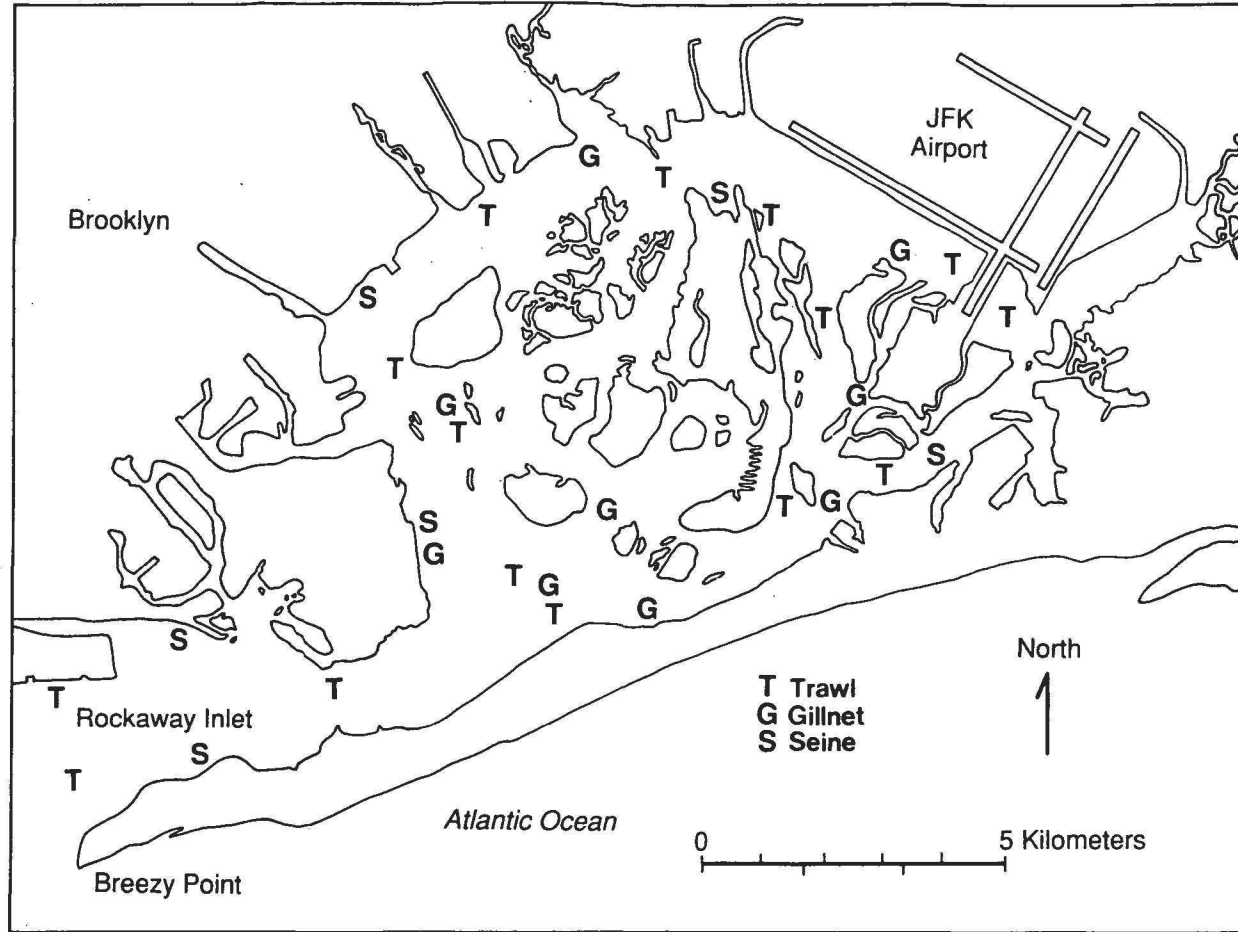 JFK
Airport
G
T
S
Brooklyn
T
T
G
T
S
T
T
T
G
G
T
S
T
S
T
G
G
G
T
G
T
G
S
North
T
T
T Trawl
G Gillnet
S Seine
Rockaway Inlet
S
T
Atlantic Ocean
0 5 Kilometers
Breezy Point